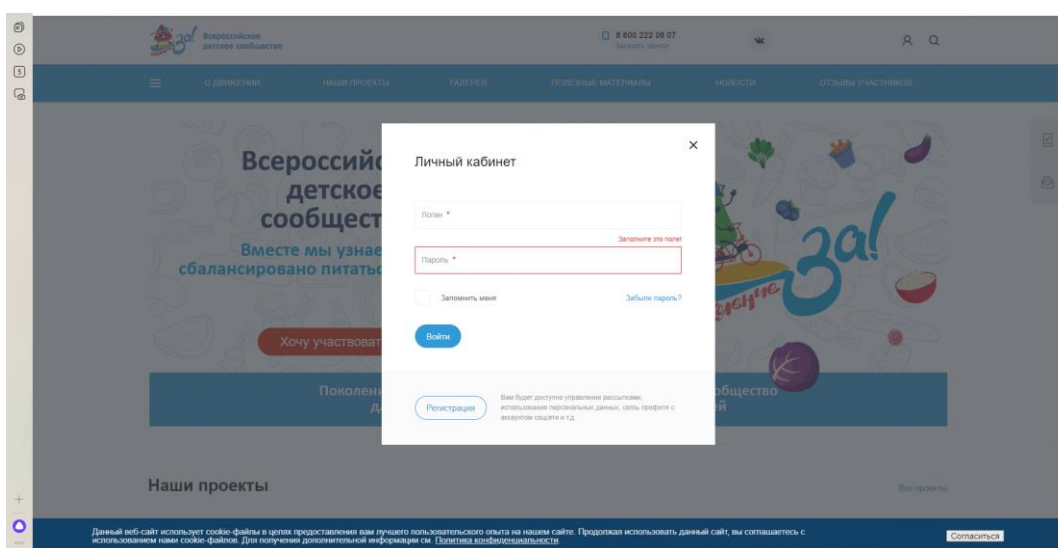 Всероссийское
детское сообщество
8 800 222 08 07
Заказать звонок
О ДВИЖЕНИИ
НАШИ ПРОЕКТЫ
ГАЛЕРЕЯ
ПОЛЕЗНЫЕ МАТЕРИАЛЫ
НОВОСТИ
ОТЗЫВЫ УЧАСТНИКОВ
Личный кабинет
Логин *
Заполните это поле!
Пароль *
Запомнить меня
Забыли пароль?
Войти
Регистрация
Вам будет доступно управление рассылками,
использование персональных данных, связь профиля с
аккаунтом соцсети и т.д.
детское
сообщест
Вместе мы узнае
сбалансировано питатьс
Хочу участвоват
за!
Поколени
общество
Наши проекты
Все проекты
Данный веб-сайт использует cookie-файлы в целях предоставления вам лучшего пользовательского опыта на нашем сайте. Продолжая использовать данный сайт, вы соглашаетесь с
использованием нами cookie-файлов. Для получения дополнительной информации см. Политика конфиденциальности.
Согласиться